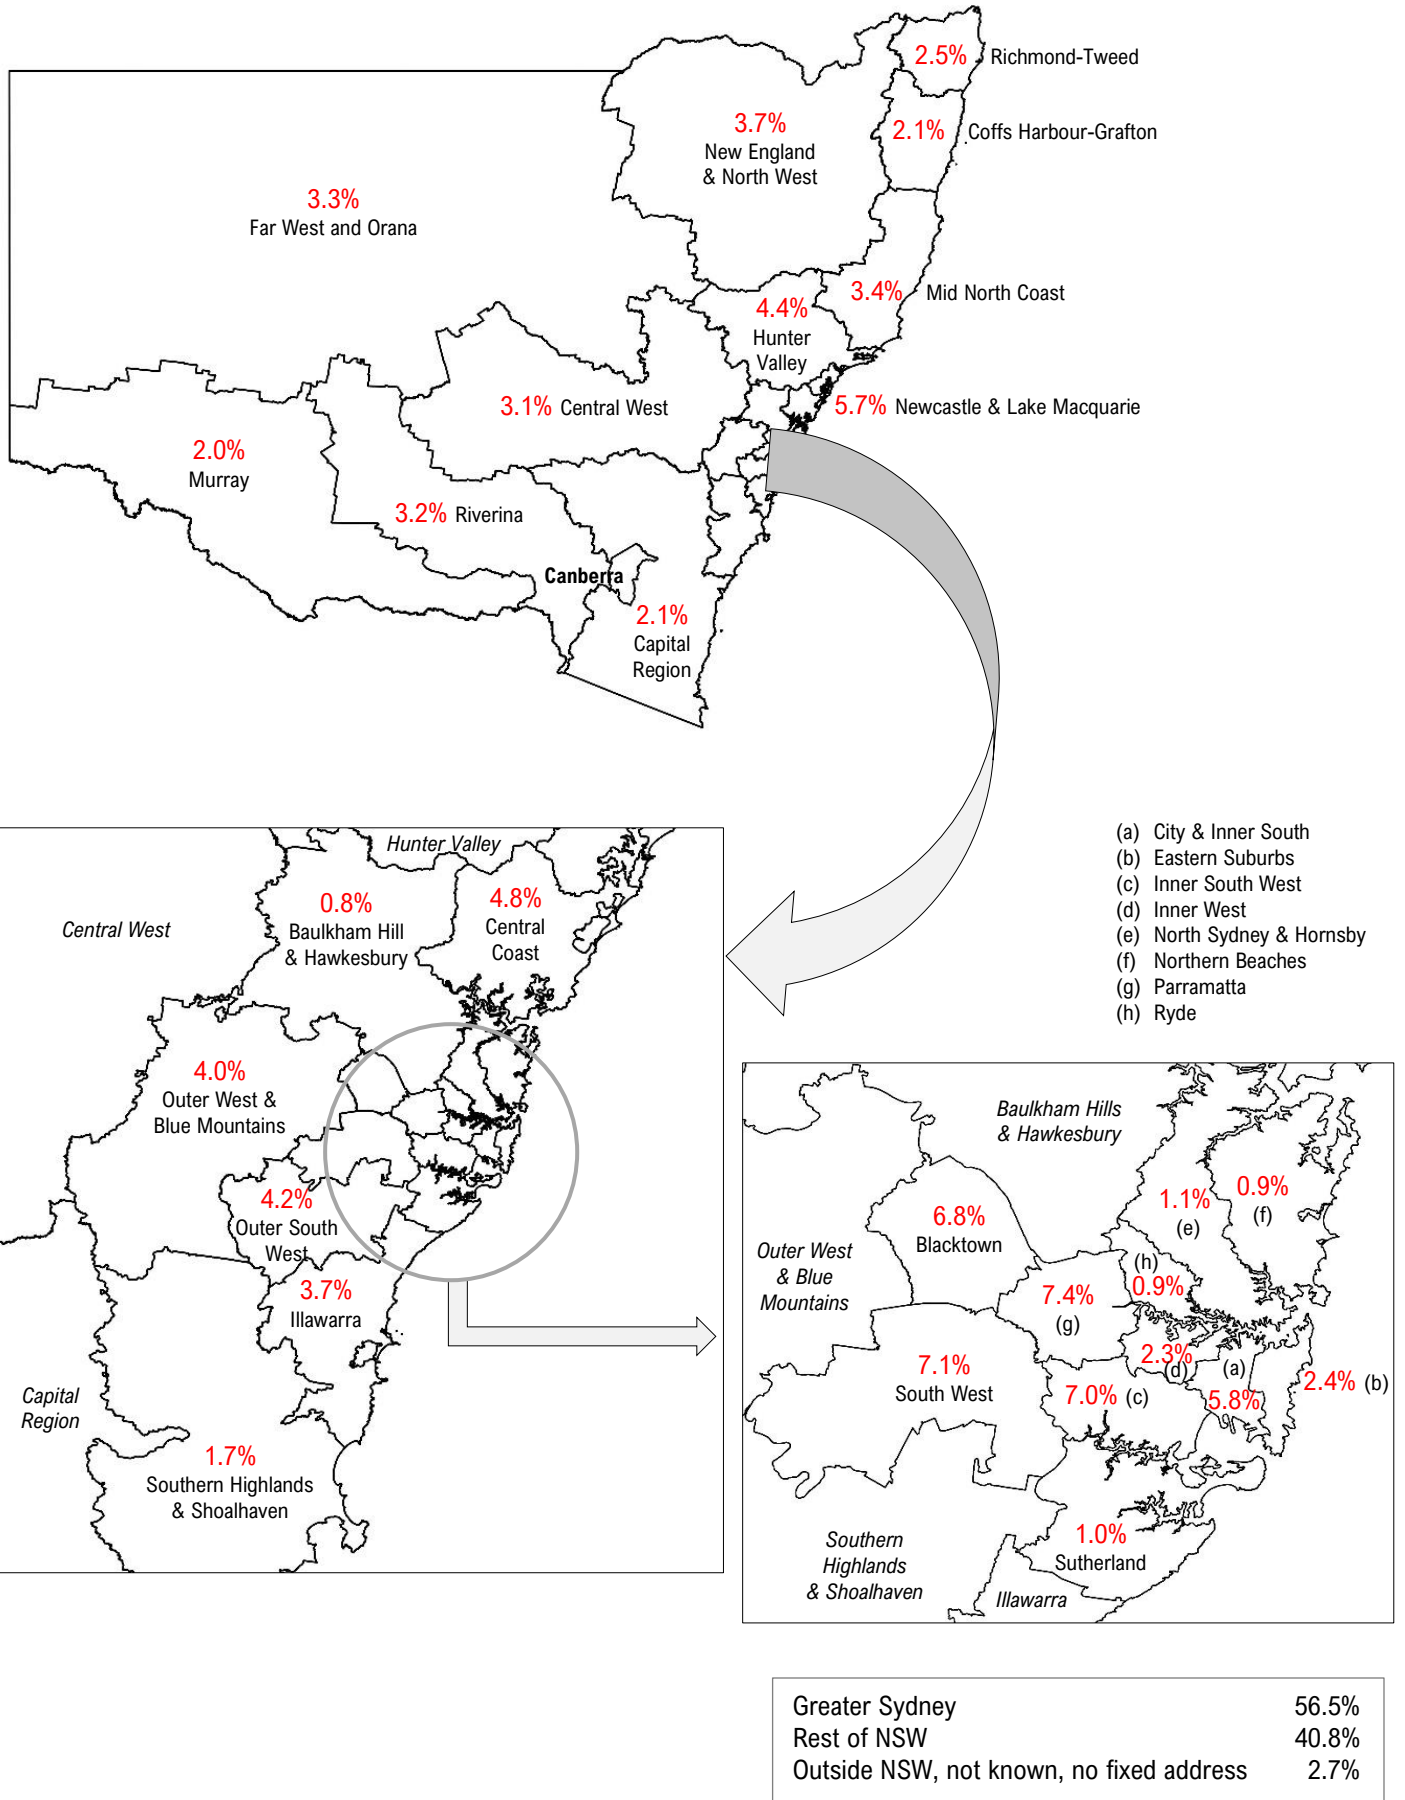 2.5% Richmond-Tweed
2.1% Coffs Harbour-Grafton
3.7%
New England
& North West
3.3%
Far West and Orana
3.4% Mid North Coast
4.4%
Hunter
Valley
3.1% Central West
5.7% Newcastle & Lake Macquarie
2.0%
Murray
3.2% Riverina
Canberra
2.1%
Capital
Region
(a) City & Inner South
(b) Eastern Suburbs
(c) Inner South West
(d) Inner West
(e) North Sydney & Hornsby
(f) Northern Beaches
(g) Parramatta
(h) Ryde
Hunter Valley
Central West
0.8%
Baulkham Hill
& Hawkesbury
4.8%
Central
Coast
4.0%
Outer West &
Blue Mountains
4.2%
Outer South
West
3.7%
Illawarra
Capital
Region
1.7%
Southern Highlands
& Shoalhaven
Baulkham Hills
& Hawkesbury
1.1%
(e)
0.9%
(f)
6.8%
Blacktown
Outer West
& Blue
Mountains
(h)
0.9%
7.4%
(g)
2.3%
(d)
(a)
5.8%
2.4% (b)
7.1%
South West
7.0% (c)
1.0%
Sutherland
Southern
Highlands
& Shoalhaven
Illawarra
Greater Sydney 56.5%
Rest of NSW 40.8%
Outside NSW, not known, no fixed address 2.7%